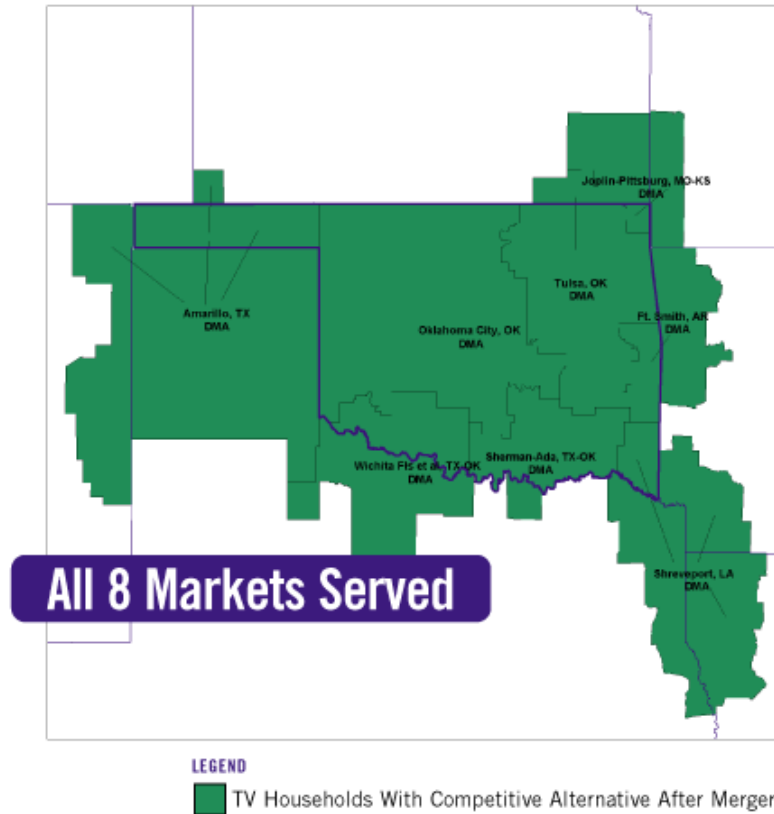 Joplin-Pittsburg, MO-KS
DMA
Tulsa, OK
DMA
Amarillo, TX
DMA
Ft. Smith, AR
DMA
Oklahoma City, OK
DMA
Wichita Fls et al, TX-OK
DMA
Sherman-Ada, TX-OK
DMA
Shreveport, LA
DMA
All 8 Markets Served
LEGEND
TV Households With Competitive Alternative After Merger